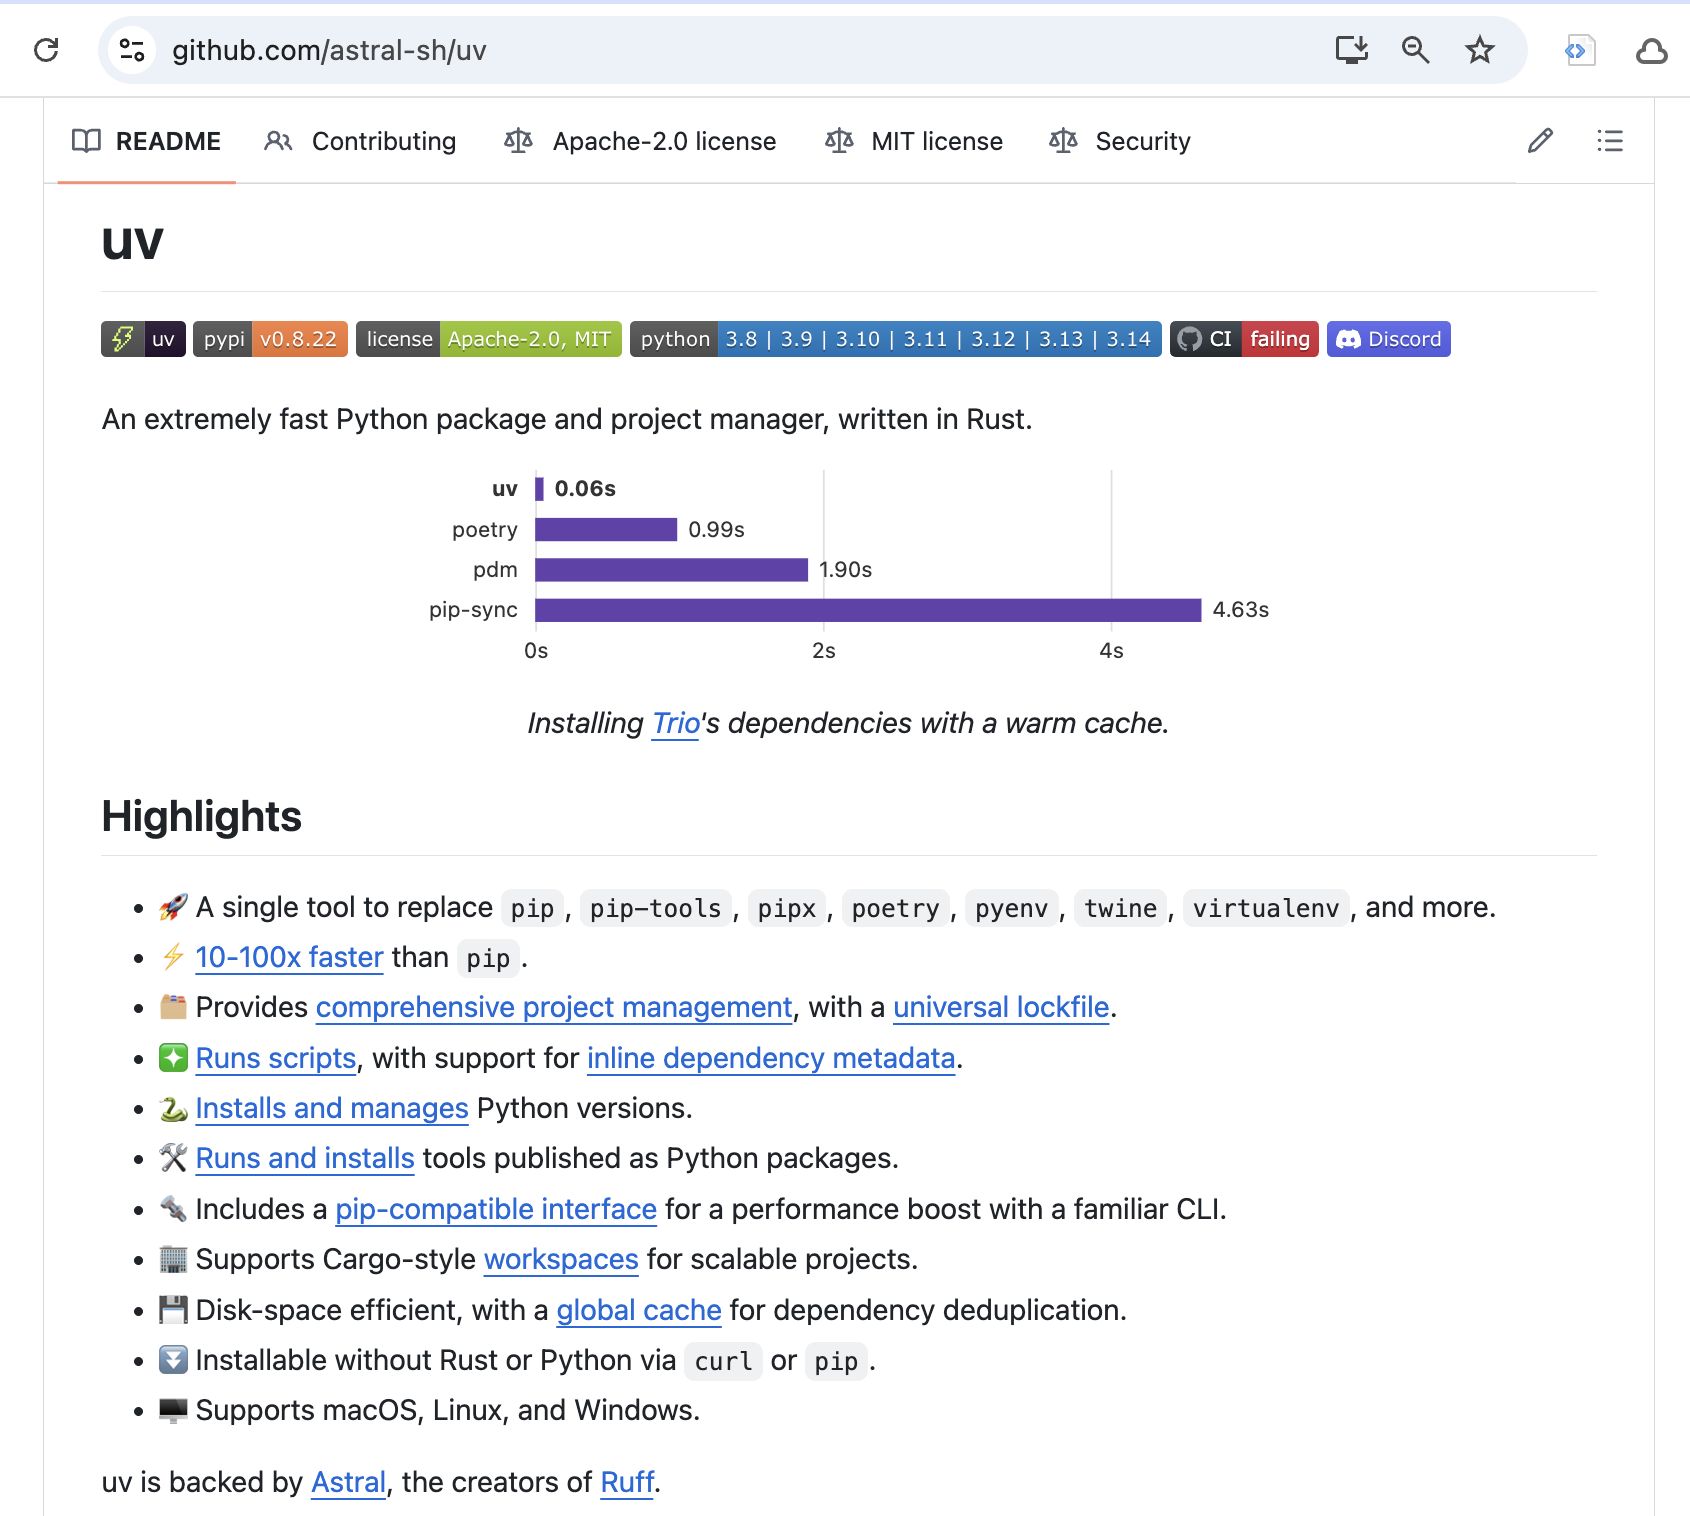 github.com/astral-sh/uv
README Contributing Apache-2.0 license MIT license Security
uv
uv pypi v0.8.22 license Apache-2.0, MIT python 3.8 | 3.9 | 3.10 | 3.11 | 3.12 | 3.13 | 3.14 CI failing Discord
An extremely fast Python package and project manager, written in Rust.
uv 0.06s
poetry 0.99s
pdm 1.90s
pip-sync 4.63s
0s 2s 4s
Installing Trio's dependencies with a warm cache.
Highlights
• 🚀 A single tool to replace pip, pip-tools, pipx, poetry, pyenv, twine, virtualenv, and more.
• ⚡ 10-100x faster than pip.
• 🗂️ Provides comprehensive project management, with a universal lockfile.
• ❇️ Runs scripts, with support for inline dependency metadata.
• 🐍 Installs and manages Python versions.
• 🛠️ Runs and installs tools published as Python packages.
• 🔩 Includes a pip-compatible interface for a performance boost with a familiar CLI.
• 🏢 Supports Cargo-style workspaces for scalable projects.
• 💾 Disk-space efficient, with a global cache for dependency deduplication.
• ⏬ Installable without Rust or Python via curl or pip.
• 🖥️ Supports macOS, Linux, and Windows.
uv is backed by Astral, the creators of Ruff.